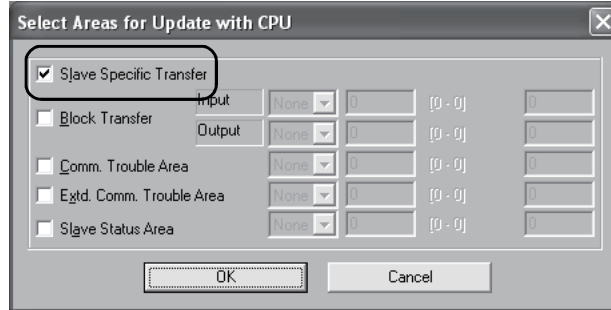 Select Areas for Update with CPU
Slave Specific Transfer
Input None 0 [0 - 0] 0
Block Transfer
Output None 0 [0 - 0] 0
Comm. Trouble Area None 0 [0 - 0] 0
Extd. Comm. Trouble Area None 0 [0 - 0] 0
Slave Status Area None 0 [0 - 0] 0
OK Cancel